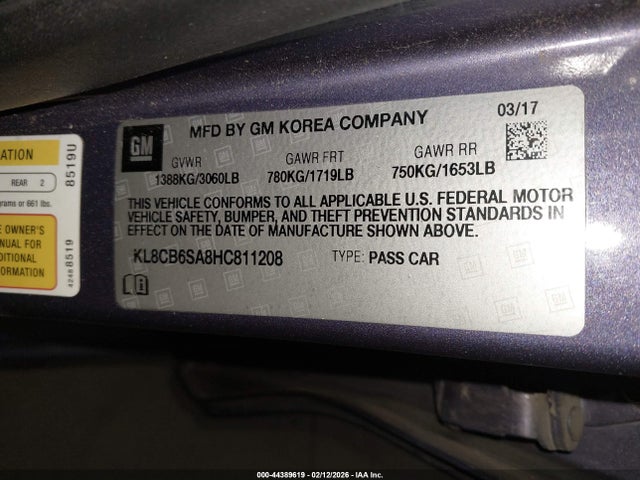 ATION
REAR 2
grams or 661 lbs.
E OWNER'S
ANUAL FOR
DITIONAL
ORMATION
8519U
42488519
GM
MFD BY GM KOREA COMPANY
03/17
GVWR GAWR FRT GAWR RR
1388KG/3060LB 780KG/1719LB 750KG/1653LB
THIS VEHICLE CONFORMS TO ALL APPLICABLE U.S. FEDERAL MOTOR
VEHICLE SAFETY, BUMPER, AND THEFT PREVENTION STANDARDS IN
EFFECT ON THE DATE OF MANUFACTURE SHOWN ABOVE.
KL8CB6SA8HC811208 TYPE: PASS CAR
000-44389619 - 02/12/2026 - IAA Inc.